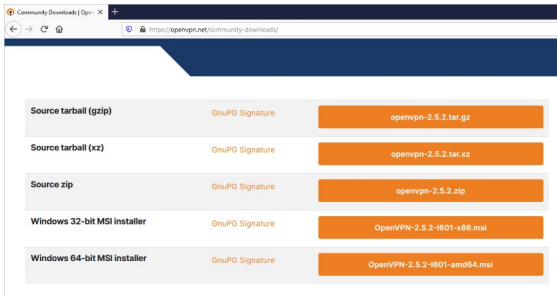 Community Downloads | Open
https://openvpn.net/community-downloads/
Source tarball (gzip) GnuPG Signature openvpn-2.5.2.tar.gz
Source tarball (xz) GnuPG Signature openvpn-2.5.2.tar.xz
Source zip GnuPG Signature openvpn-2.5.2.zip
Windows 32-bit MSI installer GnuPG Signature OpenVPN-2.5.2-I601-x86.msi
Windows 64-bit MSI installer GnuPG Signature OpenVPN-2.5.2-I601-amd64.msi